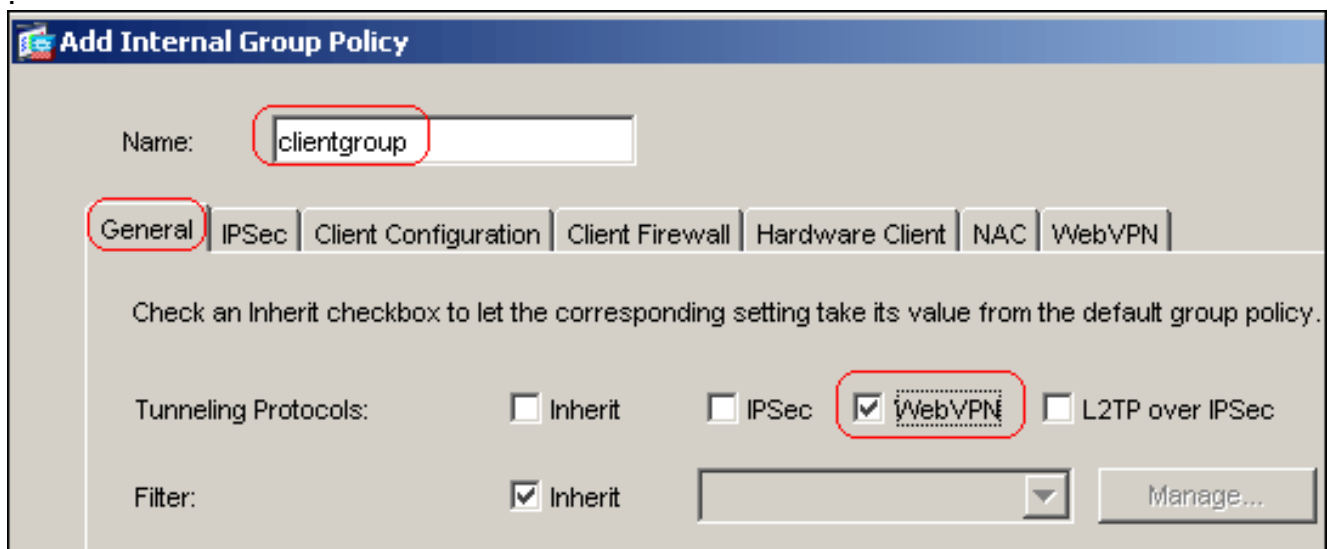 .
Add Internal Group Policy
Name: clientgroup
General IPSec Client Configuration Client Firewall Hardware Client NAC WebVPN
Check an Inherit checkbox to let the corresponding setting take its value from the default group policy.
Tunneling Protocols: Inherit IPSec WebVPN L2TP over IPSec
Filter: Inherit Manage...